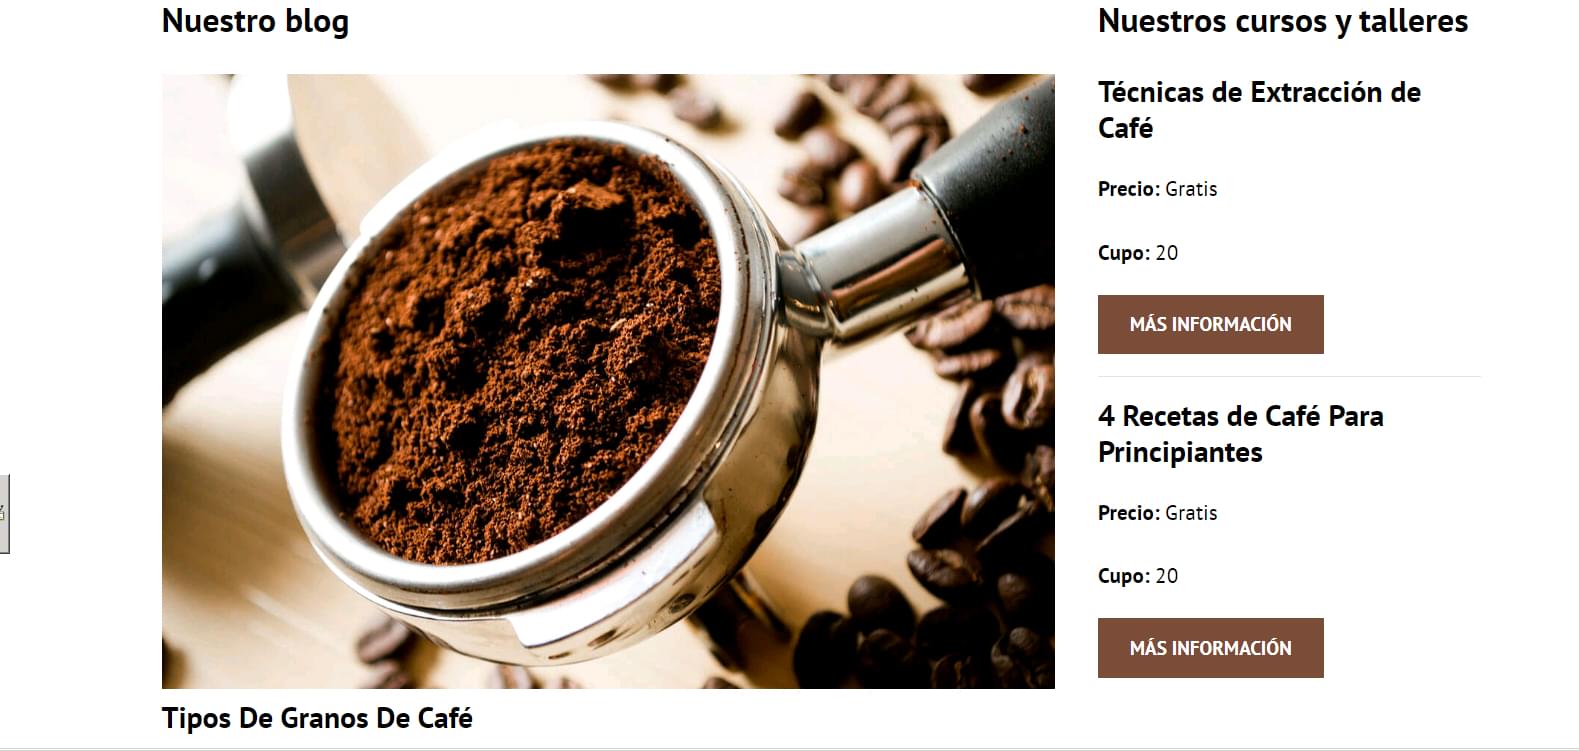 Nuestro blog
Tipos De Granos De Café
Nuestros cursos y talleres
Técnicas de Extracción de
Café
Precio: Gratis
Cupo: 20
MÁS INFORMACIÓN
4 Recetas de Café Para
Principiantes
Precio: Gratis
Cupo: 20
MÁS INFORMACIÓN